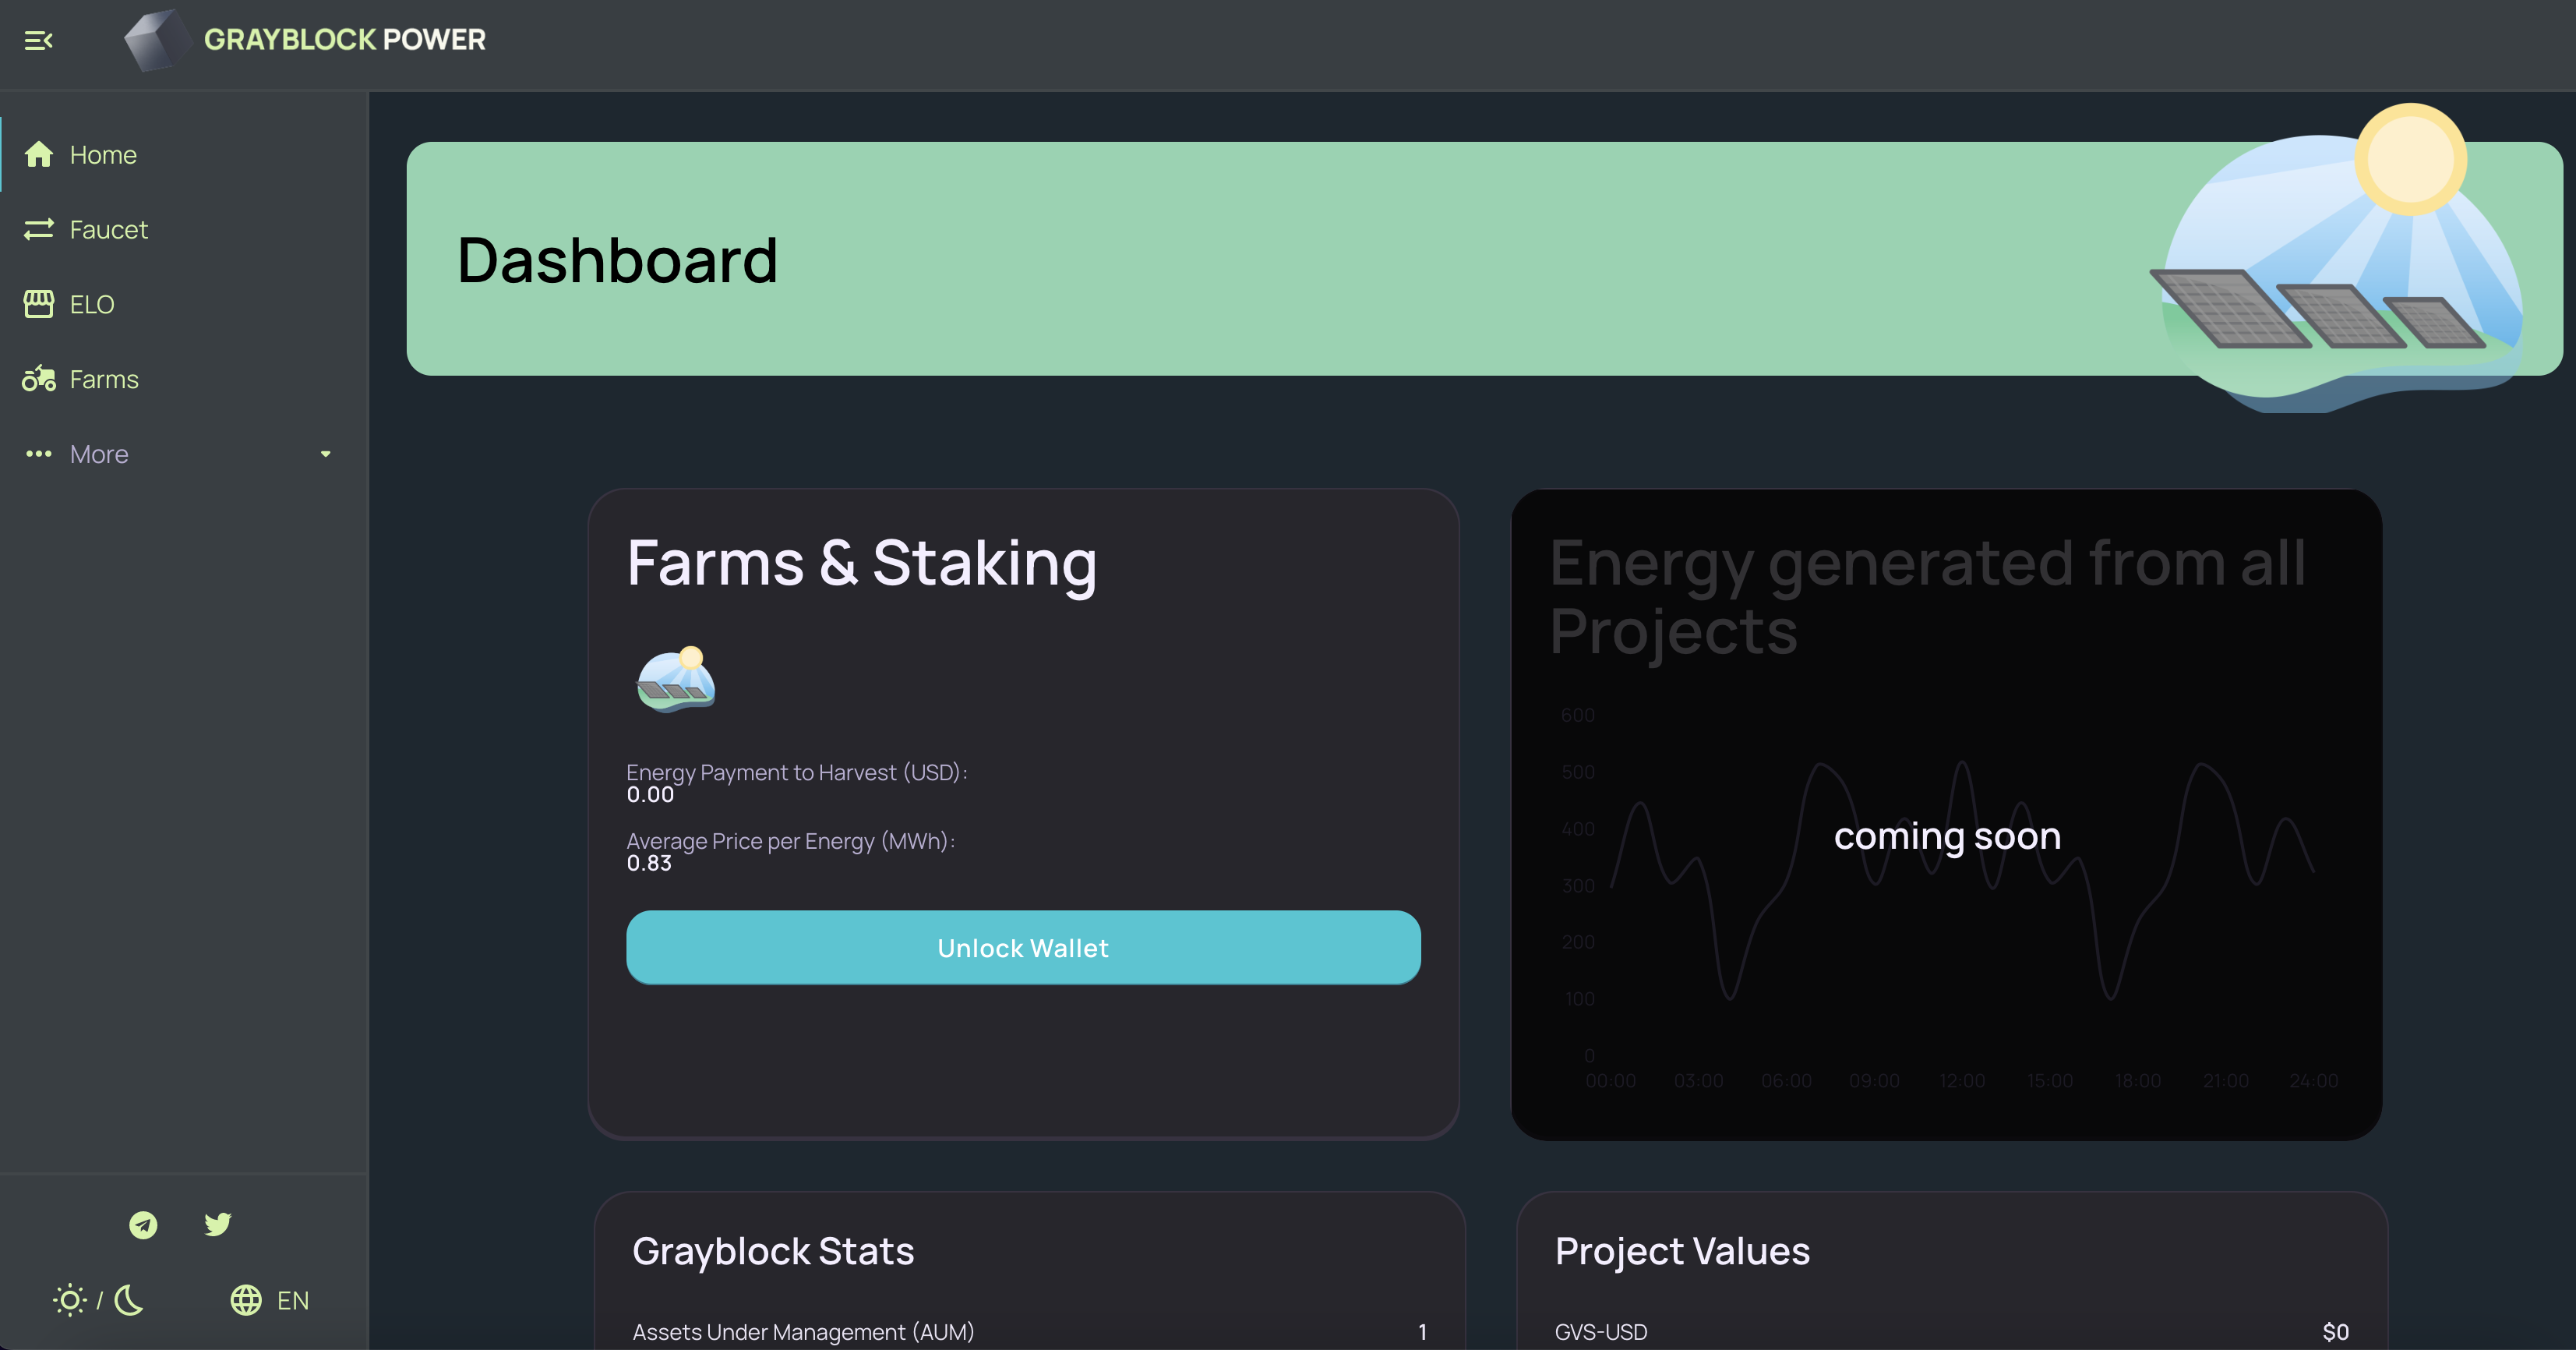 GRAYBLOCK POWER
Home
Faucet
ELO
Farms
More
EN
Dashboard
Farms & Staking
Energy Payment to Harvest (USD):
0.00
Average Price per Energy (MWh):
0.83
Unlock Wallet
Energy generated from all
Projects
600
500
400
300
200
100
0
00:00 03:00 06:00 09:00 12:00 15:00 18:00 21:00 24:00
coming soon
Grayblock Stats
Assets Under Management (AUM) 1
Project Values
GVS-USD $0